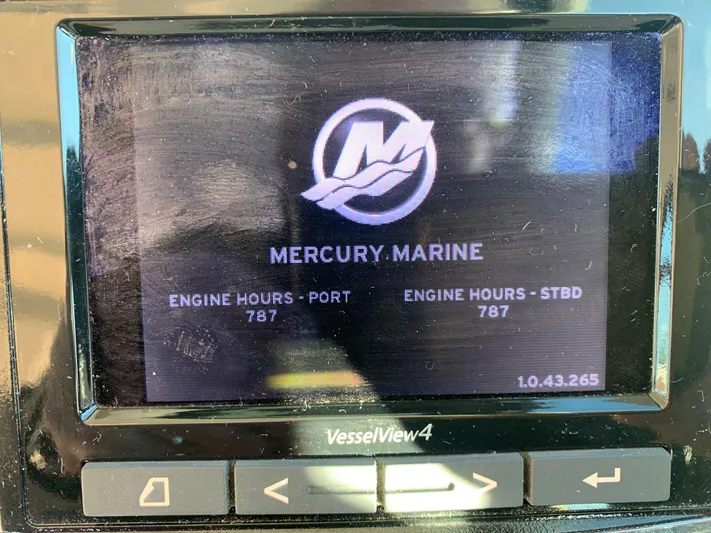 MERCURY MARINE
ENGINE HOURS - PORT
787
ENGINE HOURS - STBD
787
1.0.43.265
VesselView4